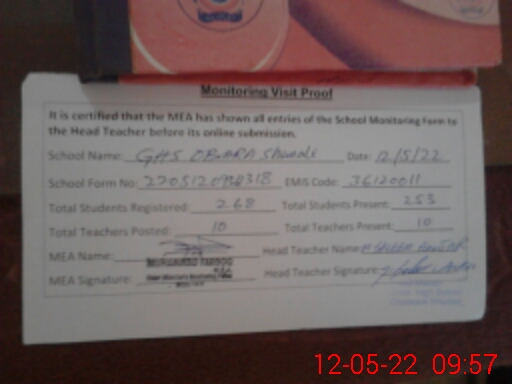 Monitoring Visit Proof
It is certified that the MEA has shown all entries of the School Monitoring Form to
the Head Teacher before its online submission.
School Name: GHS OBARA Date: 12/5/22
School Form No: EMIS Code: 36120011
Total Students Registered: 268 Total Students Present: 253
Total Teachers Posted: 10 Total Teachers Present: 10
MEA Name: Head Teacher Name:
MUHAMMAD FAROOQ
M.E.A.
MEA Signature: Head Teacher Signature:
12-05-22 09:57